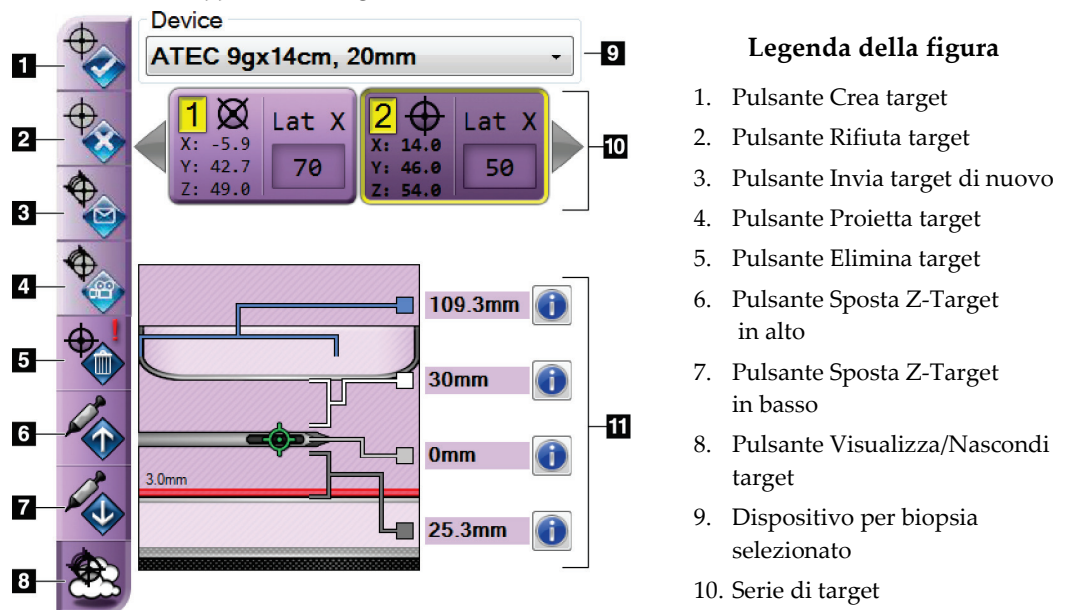 Device
ATEC 9gx14cm, 20mm
9
1
2
3
4
5
6
7
8
!
1
Lat X
X: -5.9
Y: 42.7
Z: 49.0
70
2
Lat X
X: 14.0
Y: 46.0
Z: 54.0
50
10
109.3mm
30mm
0mm
3.0mm
25.3mm
11
Legenda della figura
1. Pulsante Crea target
2. Pulsante Rifiuta target
3. Pulsante Invia target di nuovo
4. Pulsante Proietta target
5. Pulsante Elimina target
6. Pulsante Sposta Z-Target
in alto
7. Pulsante Sposta Z-Target
in basso
8. Pulsante Visualizza/Nascondi
target
9. Dispositivo per biopsia
selezionato
10. Serie di target